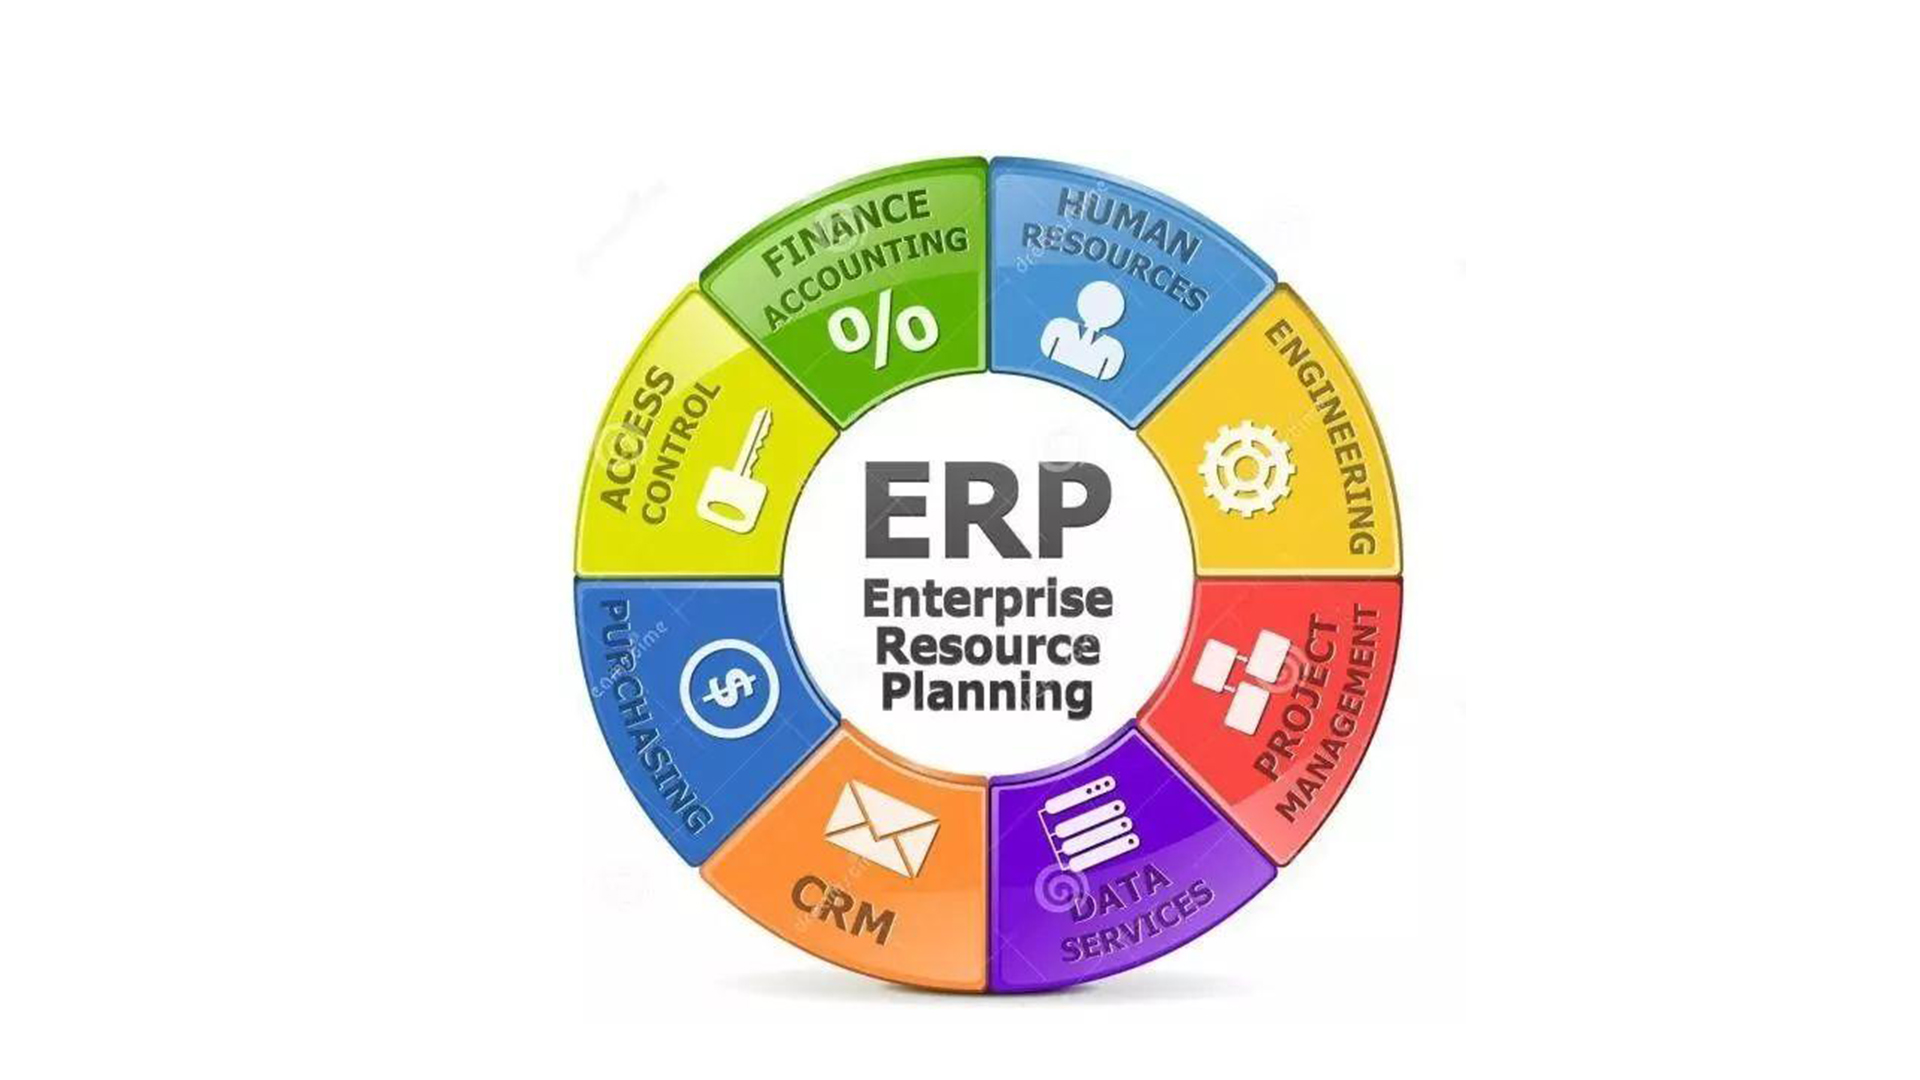 ERP
Enterprise
Resource
Planning
FINANCE
ACCOUNTING
%
HUMAN
RESOURCES
ENGINEERING
PROJECT
MANAGEMENT
DATA
SERVICES
CRM
PURCHASING
$
ACCESS
CONTROL